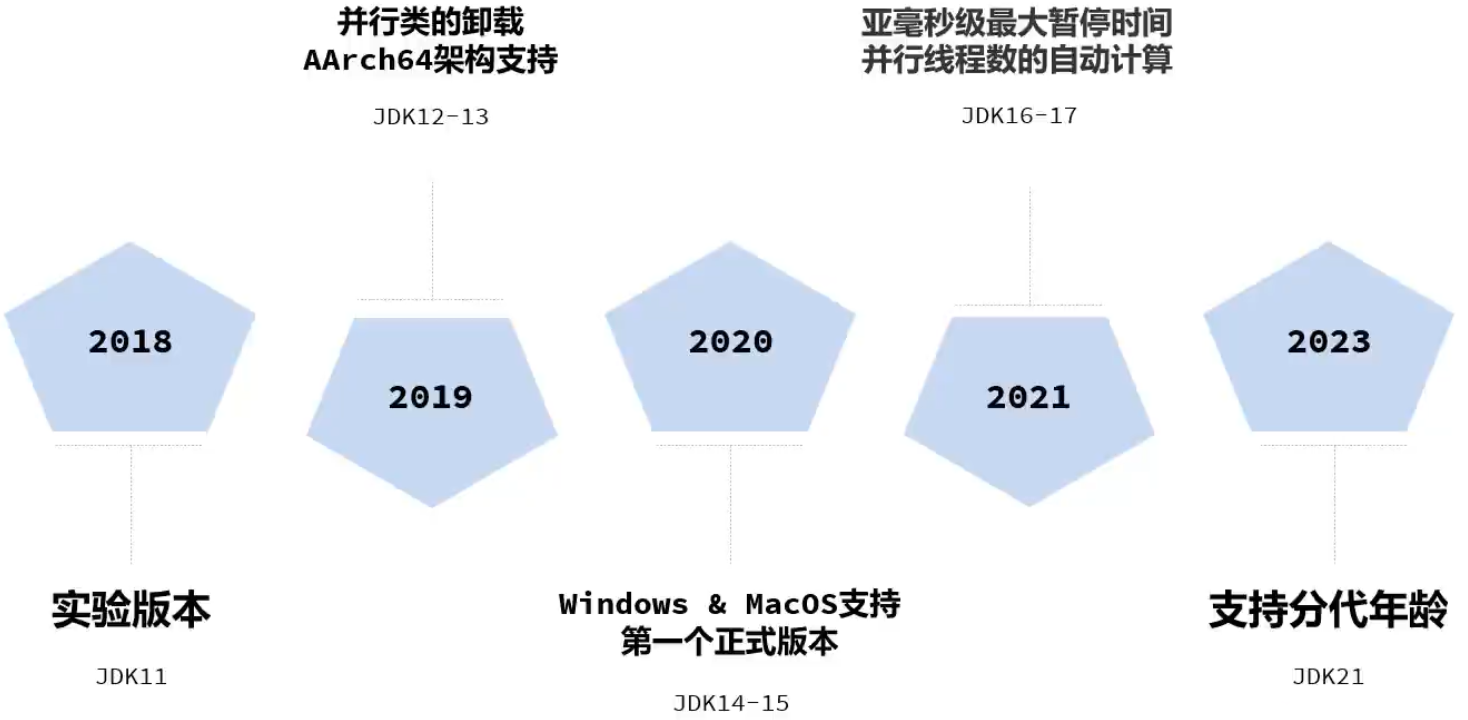 并行类的卸载
AArch64架构支持
JDK12-13
亚毫秒级最大暂停时间
并行线程数的自动计算
JDK16-17
2018
2019
2020
2021
2023
实验版本
JDK11
Windows & MacOS支持
第一个正式版本
JDK14-15
支持分代年龄
JDK21